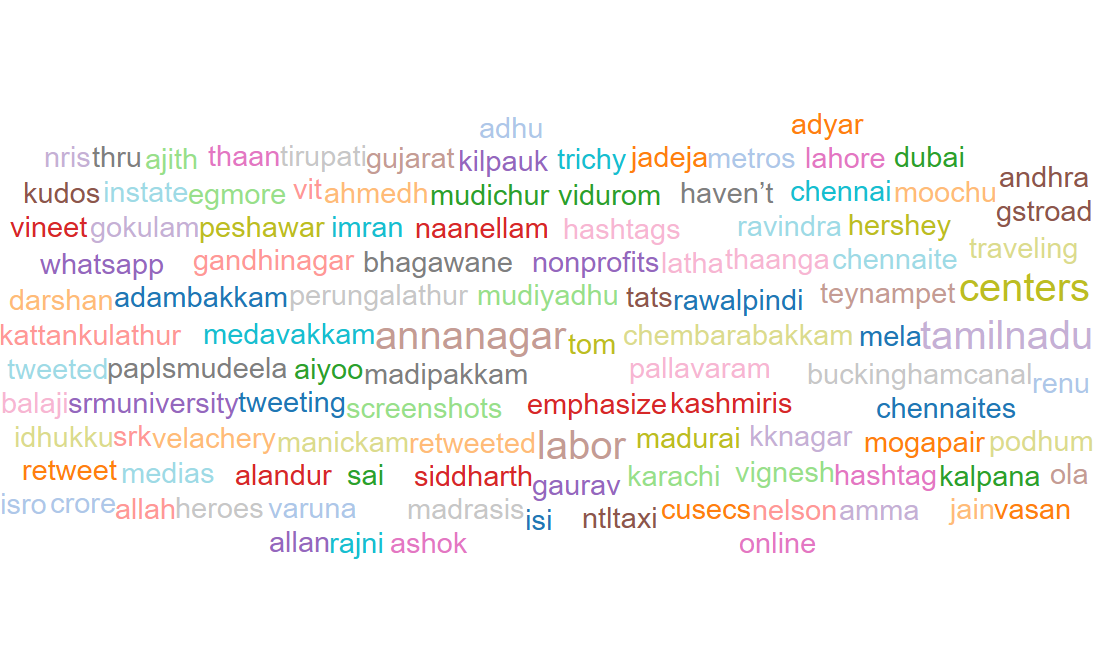 adhu adyar
nris thru ajith thaan tirupati gujarat kilpauk trichy jadeja metros lahore dubai
kudos instate egmore vit ahmedh mudichur vidurom haven't chennai moochu andhra
vineet gokulam peshawar imran naanellam hashtags ravindra hershey gstroad
whatsapp gandhinagar bhagawane nonprofits latha thaanga chennaite traveling
darshan adambakkam perungalathur mudiyadhu tats rawalpindi teynampet centers
kattankulathur medavakkam annanagar tom chembarabakkam mela tamilnadu
tweeted papls mudeela aiyoo madipakkam pallavaram buckinghamcanal renu
balaji srmuniversity tweeting screenshots emphasize kashmiris chennaites
idhukku srk velachery manickam retweeted labor madurai kknagar mogapair podhum
retweet medias alandur sai siddharth gaurav karachi vignesh hashtag kalpana ola
isro crore allah heroes varuna madrasis isi ntltaxi cusecs nelson amma jain vasan
allan rajni ashok online